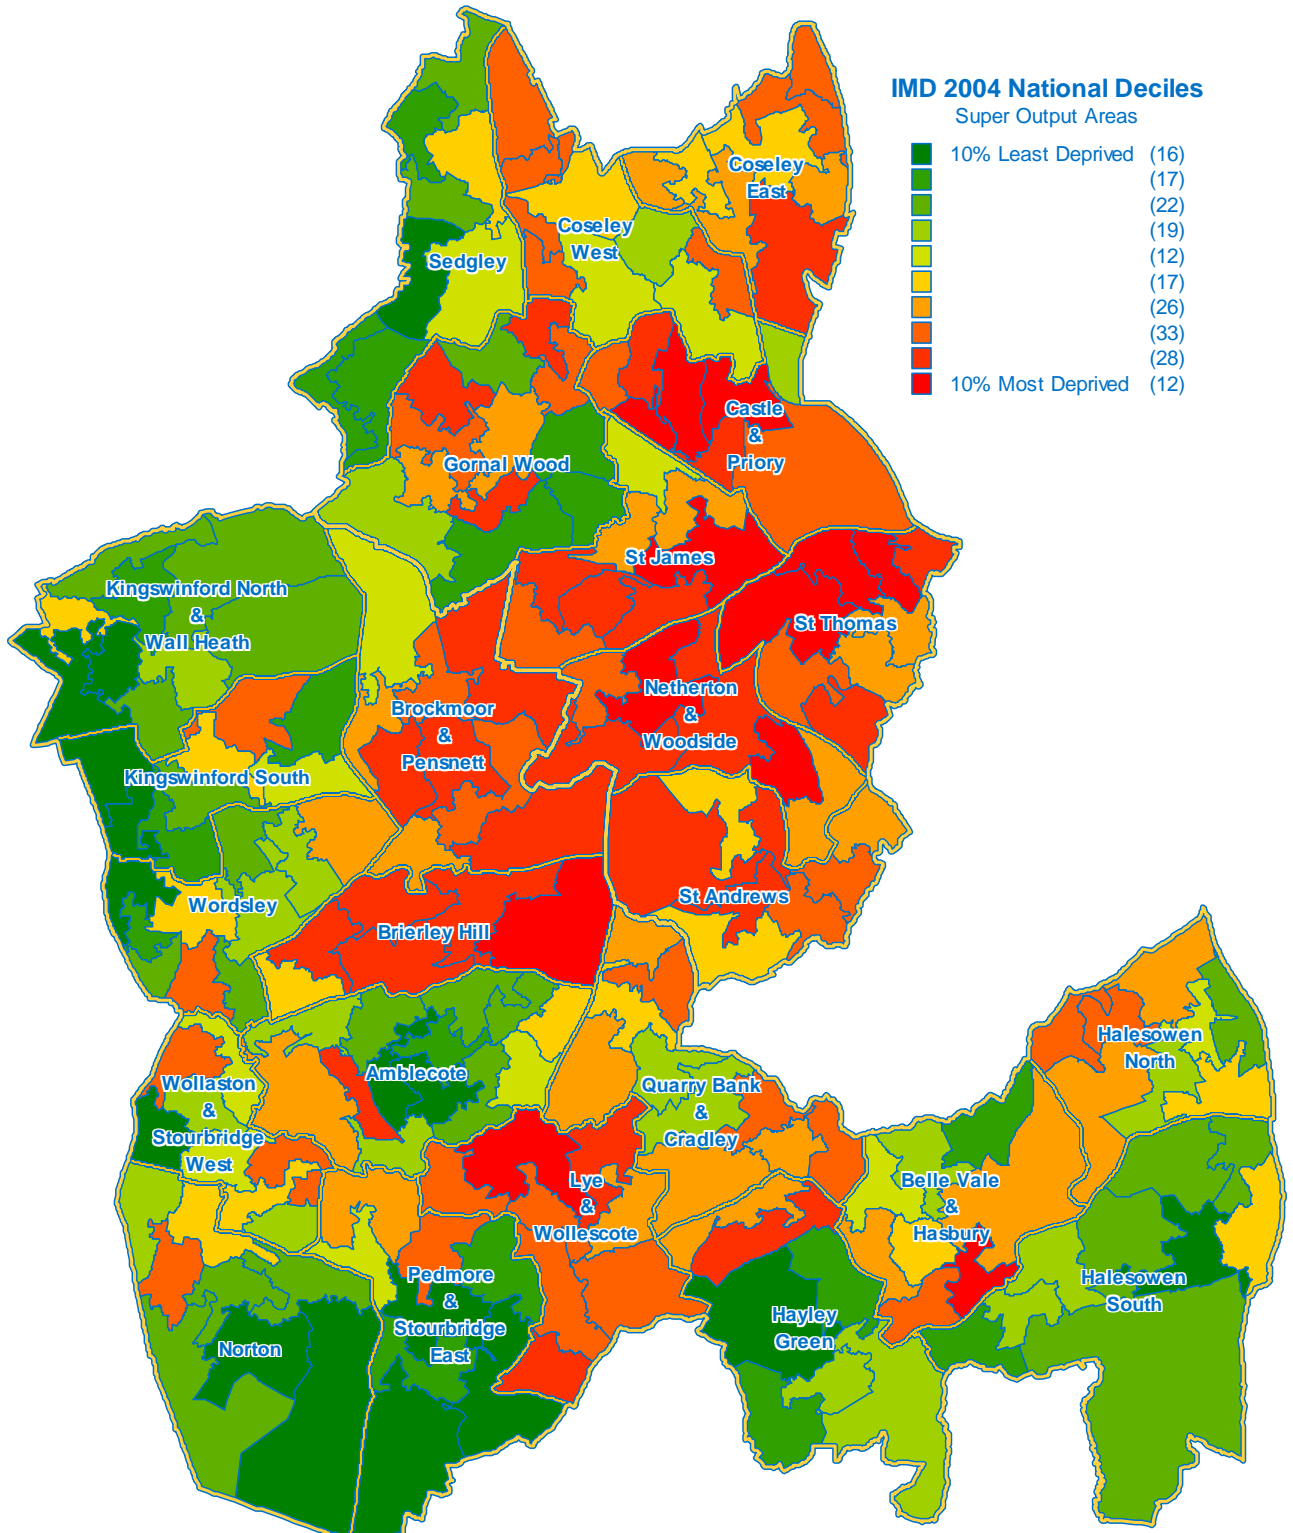 IMD 2004 National Deciles
Super Output Areas
10% Least Deprived (16)
(17)
(22)
(19)
(12)
(17)
(26)
(33)
(28)
10% Most Deprived (12)
Coseley
East
Coseley
West
Sedgley
Castle
&
Priory
Gornal Wood
St James
Kingswinford North
&
Wall Heath
St Thomas
Netherton
&
Woodside
Brockmoor
&
Pensnett
Kingswinford South
St Andrews
Wordsley
Brierley Hill
Halesowen
North
Amblecote
Quarry Bank
&
Cradley
Wollaston
&
Stourbridge
West
Lye
&
Wollescote
Belle Vale
&
Hasbury
Pedmore
&
Stourbridge
East
Halesowen
South
Hayley
Green
Norton